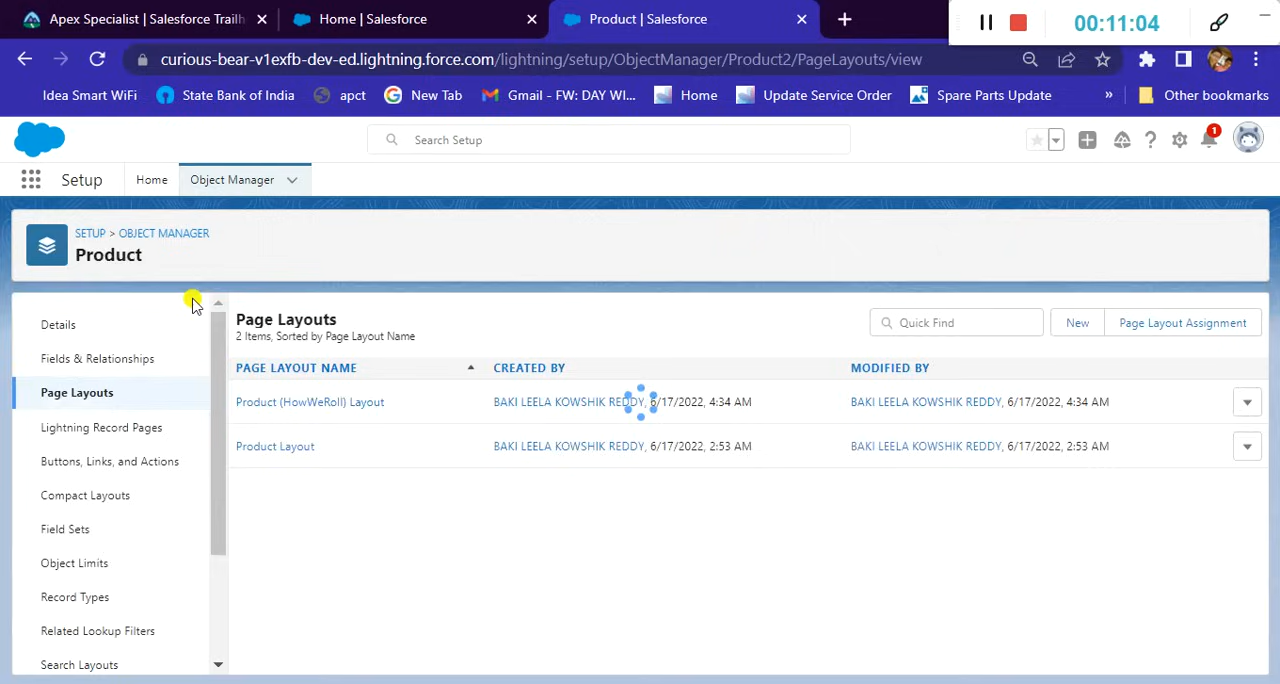 Apex Specialist | Salesforce Trailh
Home | Salesforce
Product | Salesforce
00:11:04
curious-bear-v1exfb-dev-ed.lightning.force.com/lightning/setup/ObjectManager/Product2/PageLayouts/view
Idea Smart WiFi
State Bank of India
apct
New Tab
Gmail - FW: DAY WI...
Home
Update Service Order
Spare Parts Update
»
Other bookmarks
Search Setup
1
Setup
Home
Object Manager
SETUP > OBJECT MANAGER
Product
Details
Fields & Relationships
Page Layouts
Lightning Record Pages
Buttons, Links, and Actions
Compact Layouts
Field Sets
Object Limits
Record Types
Related Lookup Filters
Search Layouts
Page Layouts
2 Items, Sorted by Page Layout Name
Quick Find
New
Page Layout Assignment
PAGE LAYOUT NAME CREATED BY MODIFIED BY
Product (HowWeRoll) Layout BAKI LEELA KOWSHIK REDDY, 6/17/2022, 4:34 AM BAKI LEELA KOWSHIK REDDY, 6/17/2022, 4:34 AM
Product Layout BAKI LEELA KOWSHIK REDDY, 6/17/2022, 2:53 AM BAKI LEELA KOWSHIK REDDY, 6/17/2022, 2:53 AM